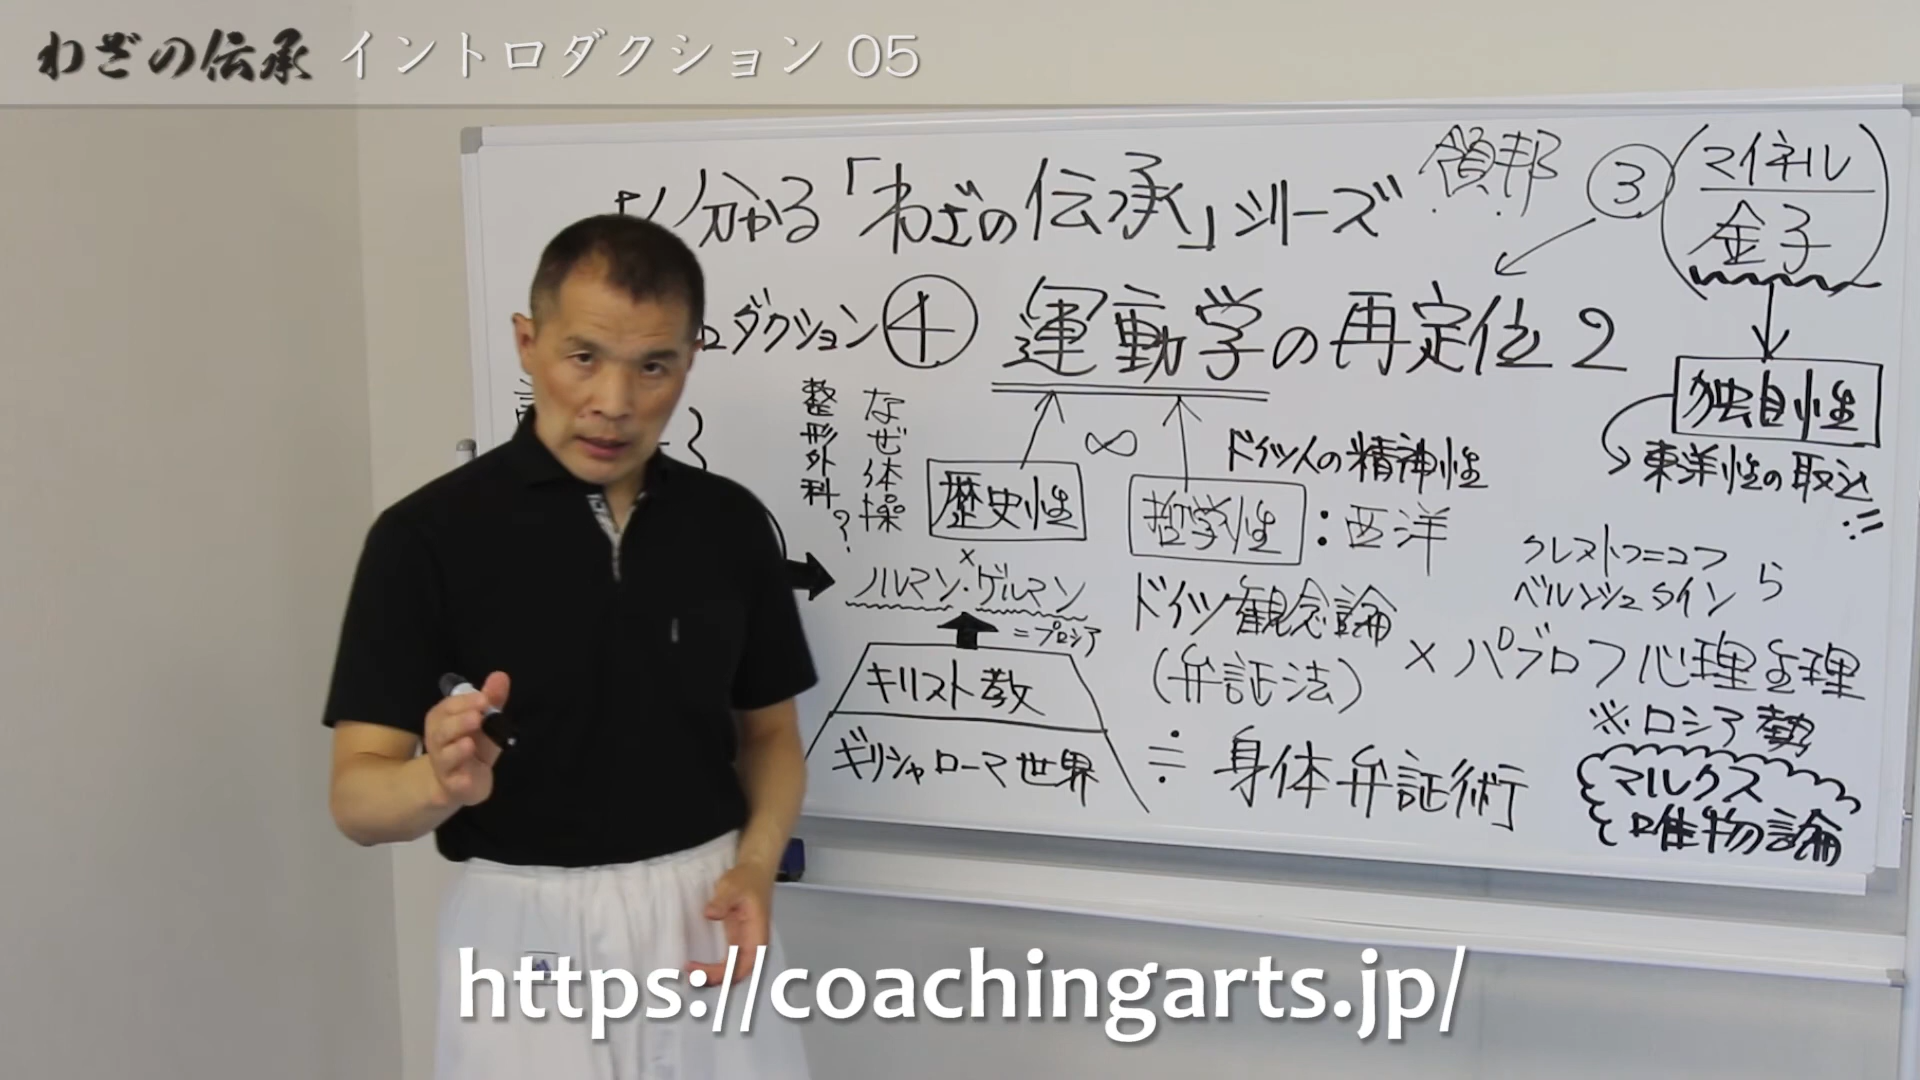 わざの伝承 イントロダクション 05
分かる「わざの伝承」シリーズ
領邦
③
マイネル
金子
ダクション④ 運動学の再定位2
独自性
東洋性の取込
整形外科?
なぜ体操
∞
歴史性
哲学性:西洋
ドイツ人の精神性
×
ノルマン・ゲルマン
=プロシア
キリスト教
ギリシャローマ世界
ドイツ観念論
(弁証法)
×パブロフ心理生理
クレストフニコフ
ベルンシュタイン ら
※ロシア勢
≒ 身体弁証術
マルクス
唯物論
https://coachingarts.jp/